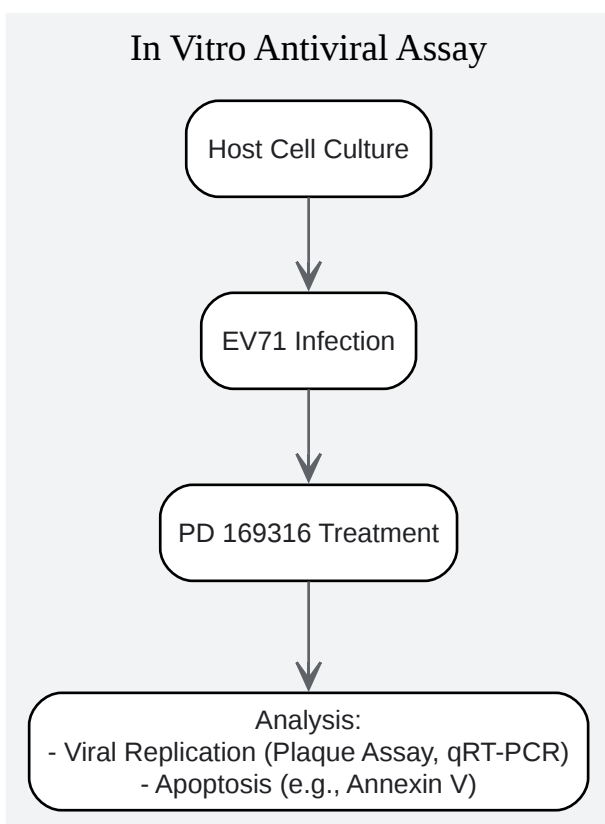 In Vitro Antiviral Assay
Host Cell Culture
EV71 Infection
PD 169316 Treatment
Analysis:
- Viral Replication (Plaque Assay, qRT-PCR)
- Apoptosis (e.g., Annexin V)